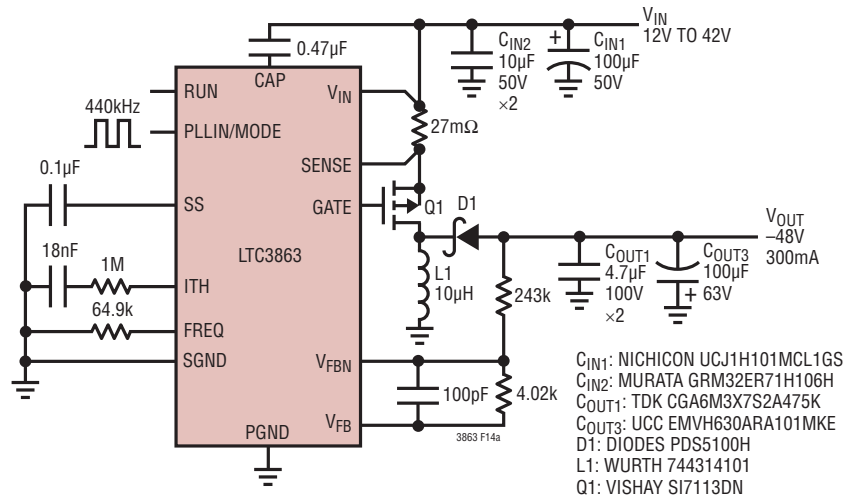 VIN
12V TO 42V
0.47µF
CIN2
10µF
50V
×2
+
CIN1
100µF
50V
CAP
RUN
VIN
440kHz
PLLIN/MODE
27mΩ
SENSE
0.1µF
SS
GATE
Q1
D1
VOUT
–48V
300mA
LTC3863
18nF
1M
ITH
L1
10µH
243k
COUT1
4.7µF
100V
×2
COUT3
100µF
+
63V
64.9k
FREQ
SGND
VFBN
100pF
4.02k
VFB
PGND
3863 F14a
CIN1: NICHICON UCJ1H101MCL1GS
CIN2: MURATA GRM32ER71H106H
COUT1: TDK CGA6M3X7S2A475K
COUT3: UCC EMVH630ARA101MKE
D1: DIODES PDS5100H
L1: WURTH 744314101
Q1: VISHAY SI7113DN